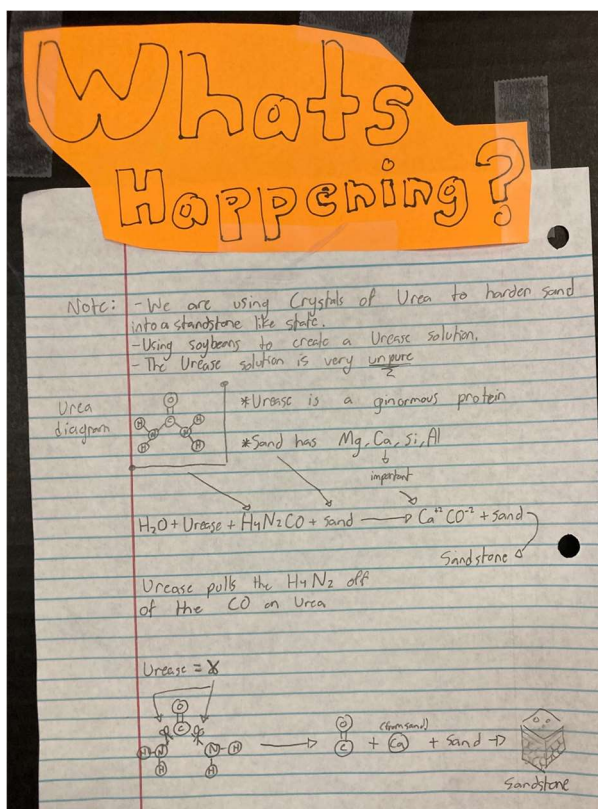 Whats
Happening?
Note: - We are using Crystals of Urea to harden sand
into a standstone like state.
- Using soybeans to create a Urease solution.
- The Urease solution is very unpure
Urea
diagram
O
C
H N N H
H H
*Urease is a ginormous protein
*Sand has Mg, Ca, Si, Al
important
H₂O + Urease + H₄N₂CO + sand → Ca⁺²CO⁻² + sand
Sandstone
Urease pulls the H₄N₂ off
of the CO on Urea
Urease =
O
C
H N N - H
H H
O
C
+
(from sand)
Ca
+ Sand →
Sandstone